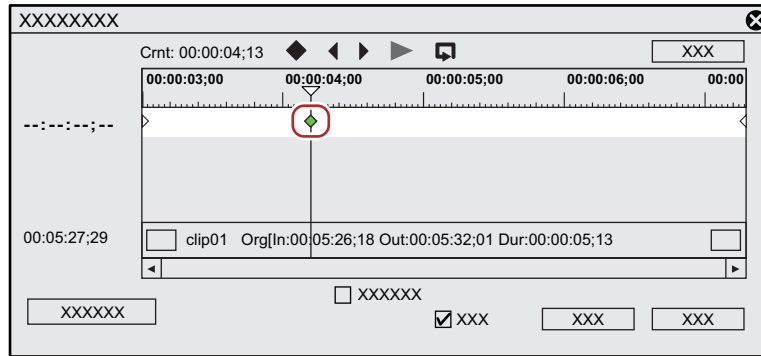 XXXXXXXX
Crnt: 00:00:04;13
XXX
00:00:03;00 00:00:04;00 00:00:05;00 00:00:06;00 00:00
--:--:--;--
00:05:27;29
clip01 Org[In:00:05:26;18 Out:00:05:32;01 Dur:00:00:05;13
XXXXXX
XXXXXX
XXX
XXX
XXX